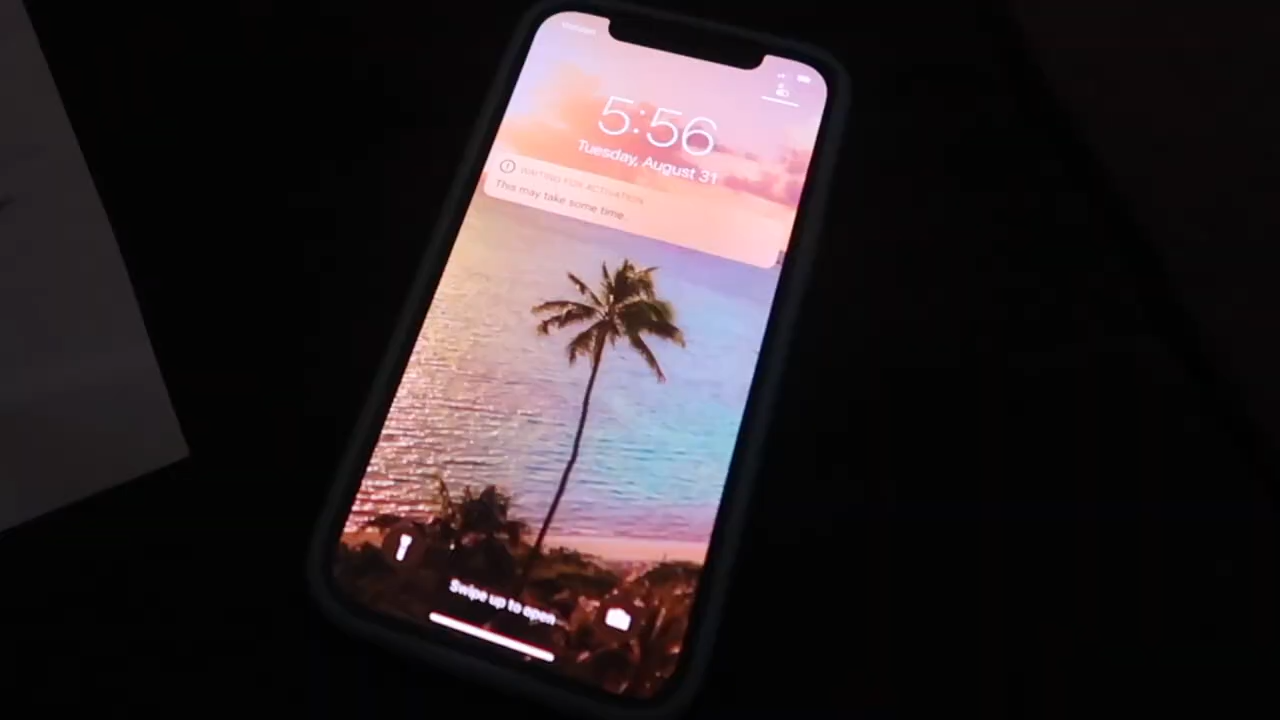 5:56
Tuesday, August 31
WAITING FOR ACTIVATION
This may take some time.
Swipe up to open